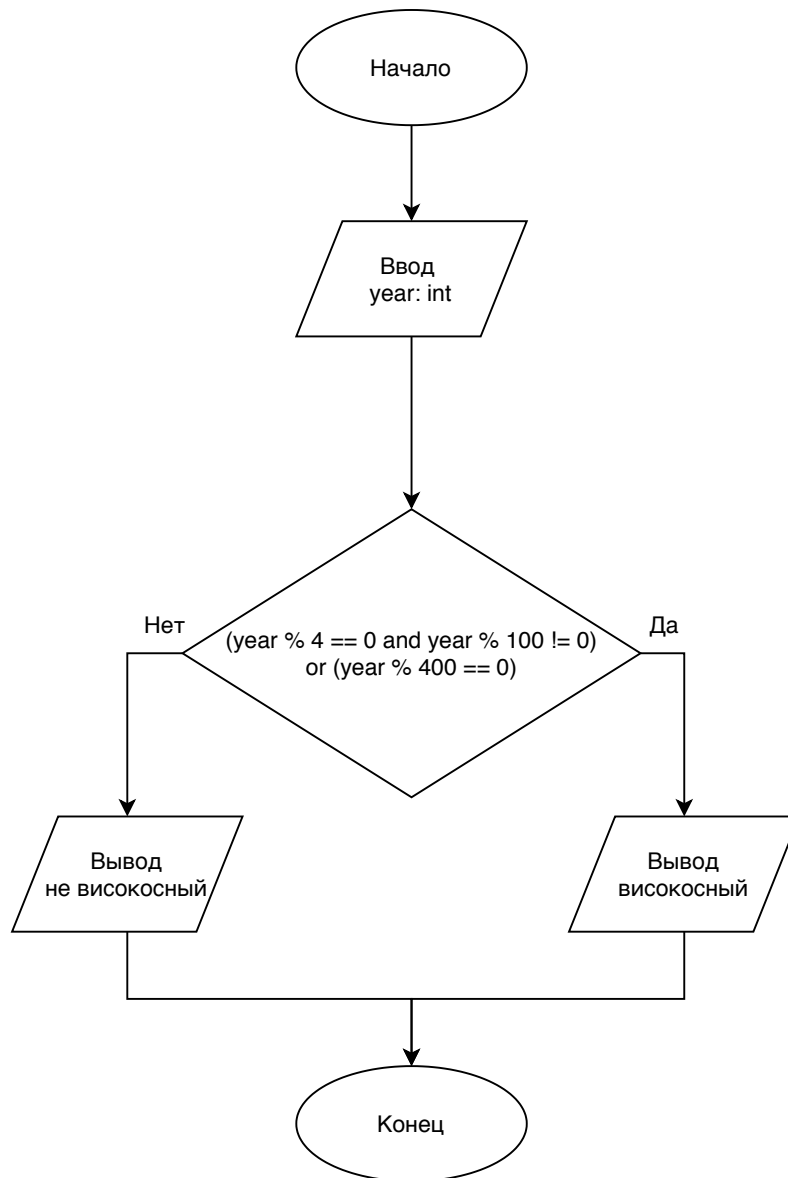 Начало
Ввод
year: int
Нет
(year % 4 == 0 and year % 100 != 0)
or (year % 400 == 0)
Да
Вывод
не високосный
Вывод
високосный
Конец